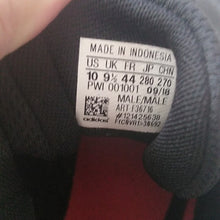 MADE IN INDONESIA
US UK FR JP CHN
10 9½ 44 280 270
PWI 001001 09/18
MALE/MALE
ART F36716
#121425638
adidas